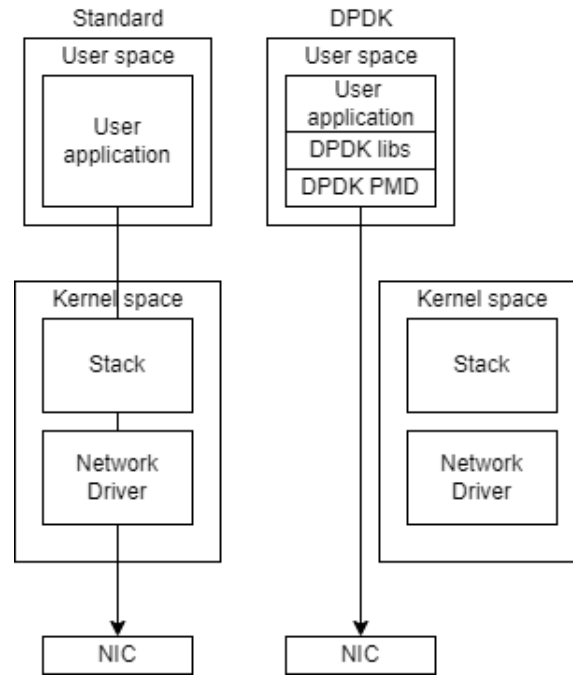 Standard
User space
User
application
Kernel space
Stack
Network
Driver
NIC
DPDK
User space
User
application
DPDK libs
DPDK PMD
Kernel space
Stack
Network
Driver
NIC